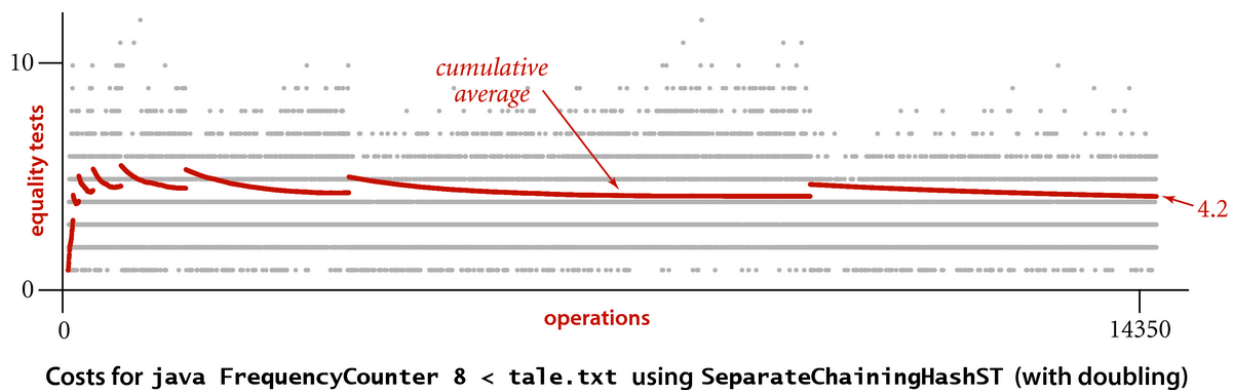 10
cumulative
average
equality tests
4.2
0
0
operations
14350
Costs for java FrequencyCounter 8 < tale.txt using SeparateChainingHashST (with doubling)